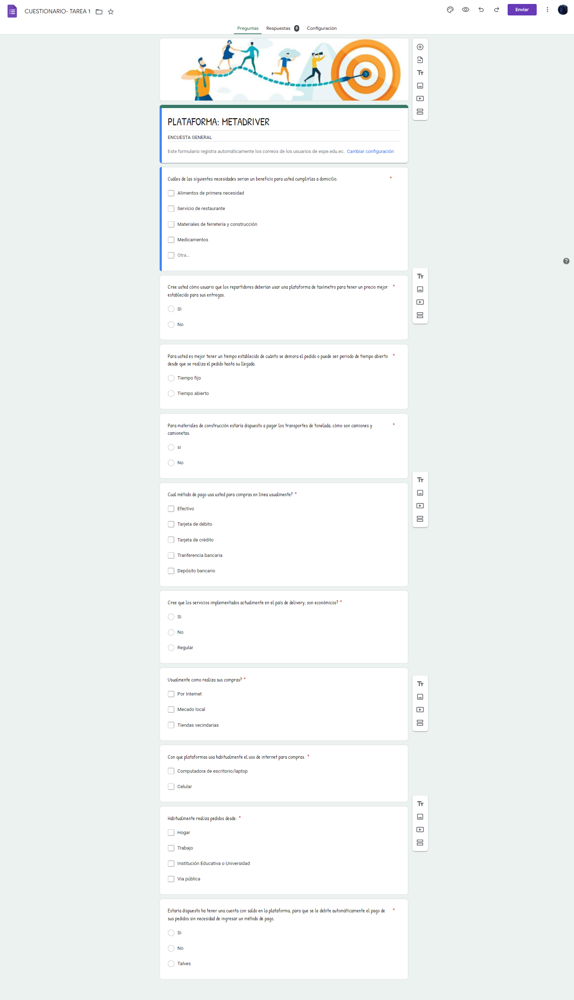 CUESTIONARIO- TAREA 1
Enviar
Preguntas Respuestas 8 Configuración
PLATAFORMA: METADRIVER
ENCUESTA GENERAL
Este formulario registra automáticamente los correos de los usuarios de espe.edu.ec. Cambiar configuración
Cuáles de las siguientes necesidades serian un beneficio para usted cumplirlas a domicilio. *
Alimentos de primera necesidad
Servicio de restaurante
Materiales de ferretería y construcción
Medicamentos
Otra...
Cree usted cómo usuario que los repartidores deberían usar una plataforma de taxímetro para tener un precio mejor *
establecido para sus entregas.
SI
No
Para usted es mejor tener un tiempo establecido de cuánto se demora el pedido o puede ser periodo de tiempo abierto *
desde que se realiza el pedido hasta su llegada.
Tiempo fijo
Tiempo abierto
Para materiales de construcción estaría dispuesto a pagar los transportes de tonelada, cómo son camiones y *
camionetas.
si
No
Cual método de pago usa usted para compras en línea usualmente? *
Efectivo
Tarjeta de débito
Tarjeta de crédito
Tranferencia bancaria
Depósito bancario
Cree que los servicios implementados actualmente en el país de delivery, son económicos? *
Si
No
Regular
Usualmente como realiza sus compras? *
Por Internet
Mecado local
Tiendas vecindarias
Con que plataformas usa habitualmente el uso de internet para compras. *
Computadora de escritorio/laptop
Celular
Habitualmente realiza pedidos desde: *
Hogar
Trabajo
Institución Educativa o Universidad
Via pública
Estaría dispuesto ha tener una cuenta con saldo en la plataforma, para que se le debite automáticamente el pago de *
sus pedidos sin necesidad de ingresar un método de pago.
Si
No
Talves